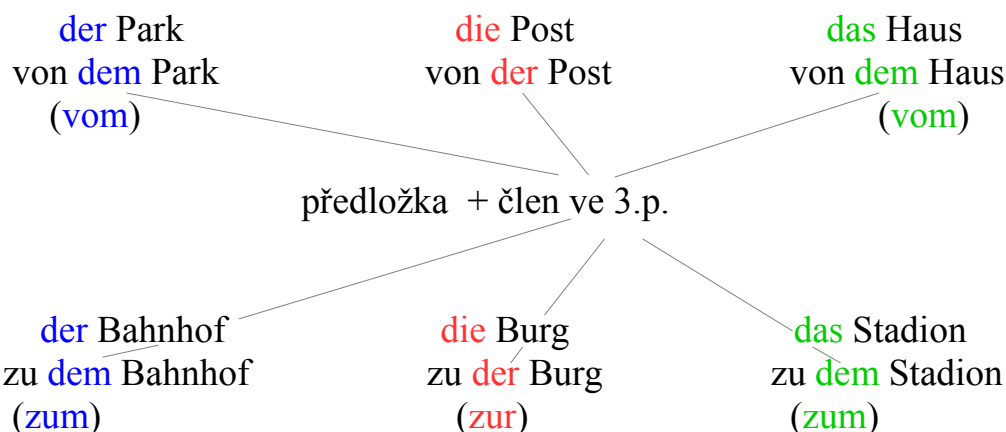 der Park
von dem Park
(vom)
die Post
von der Post
das Haus
von dem Haus
(vom)
předložka  + člen ve 3.p.
der Bahnhof
zu dem Bahnhof
(zum)
die Burg
zu der Burg
(zur)
das Stadion
zu dem Stadion
(zum)